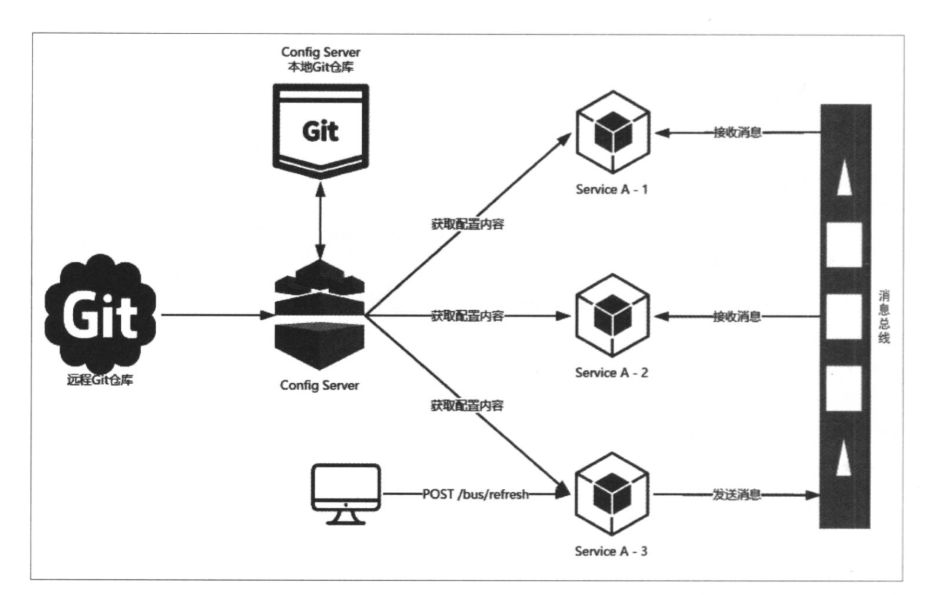 Config Server
本地Git仓库
Git
Service A - 1
接收消息
获取配置内容
Git
远程Git仓库
Config Server
获取配置内容
Service A - 2
接收消息
消息总线
获取配置内容
POST /bus/refresh
Service A - 3
发送消息